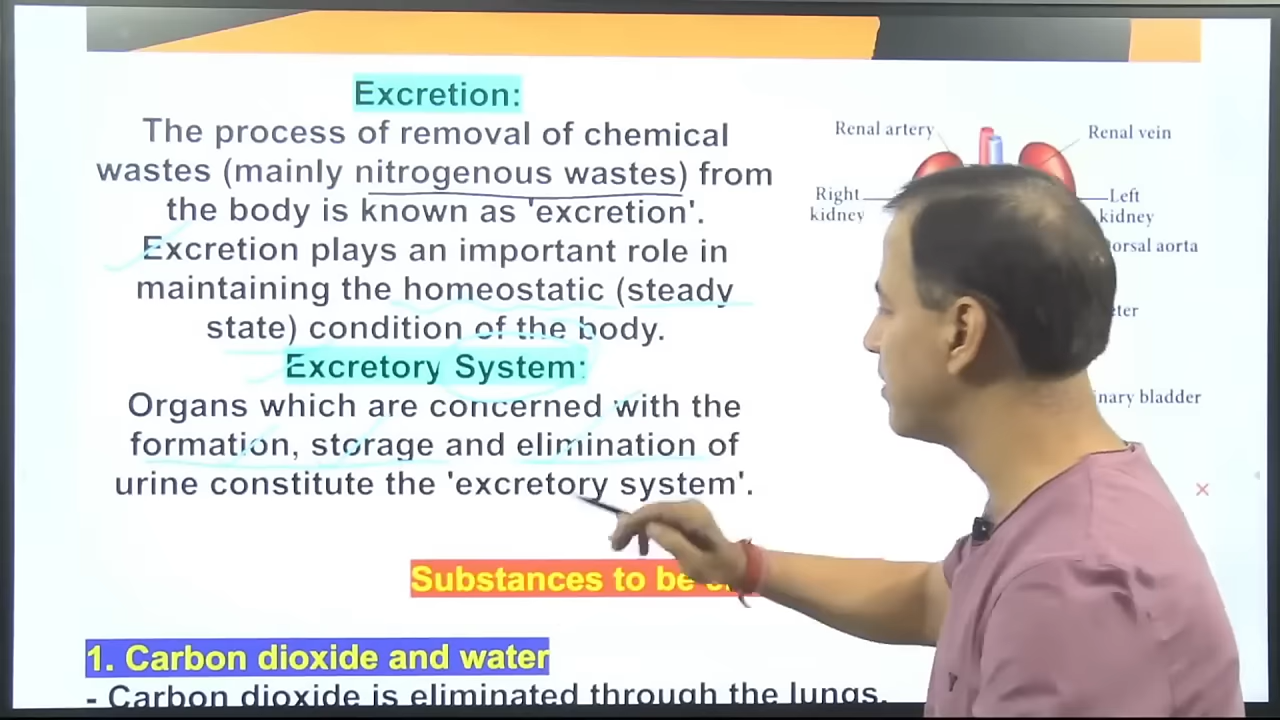 Excretion:
The process of removal of chemical
wastes (mainly nitrogenous wastes) from
the body is known as 'excretion'.
Excretion plays an important role in
maintaining the homeostatic (steady
state) condition of the body.
Excretory System:
Organs which are concerned with the
formation, storage and elimination of
urine constitute the 'excretory system'.
Renal artery
Renal vein
Right
kidney
Left
kidney
orsal aorta
eter
inary bladder
Substances to be
1. Carbon dioxide and water
- Carbon dioxide is eliminated through the lungs.